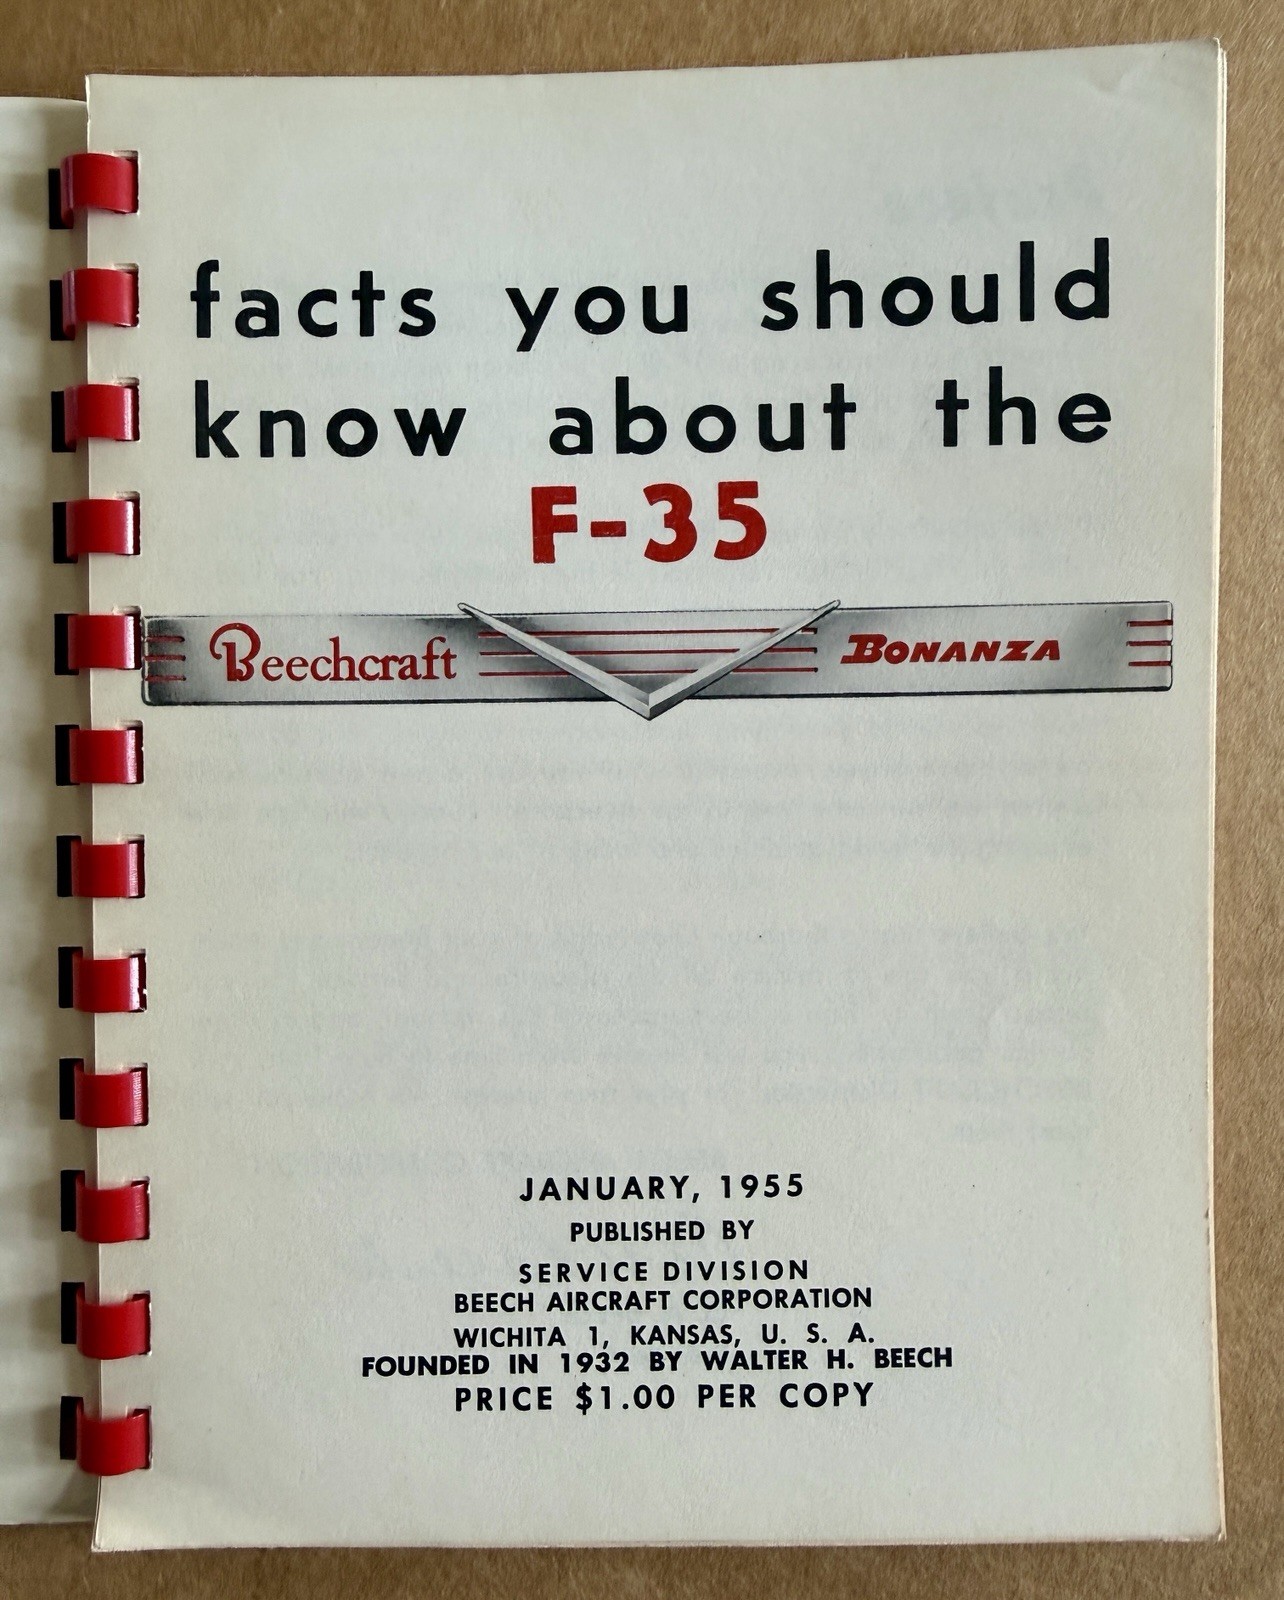 facts you should
know about the
F-35
Beechcraft BONANZA
JANUARY, 1955
PUBLISHED BY
SERVICE DIVISION
BEECH AIRCRAFT CORPORATION
WICHITA 1, KANSAS, U. S. A.
FOUNDED IN 1932 BY WALTER H. BEECH
PRICE $1.00 PER COPY